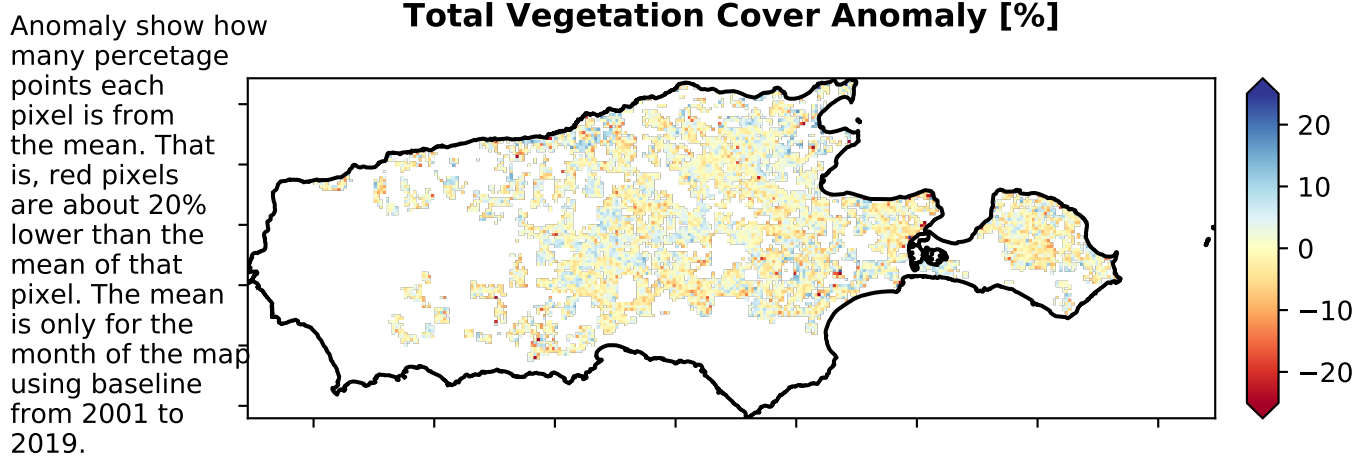 Total Vegetation Cover Anomaly [%]
Anomaly show how
many percetage
points each
pixel is from
the mean. That
is, red pixels
are about 20%
lower than the
mean of that
pixel. The mean
is only for the
month of the map
using baseline
from 2001 to
2019.
20
10
0
−10
−20